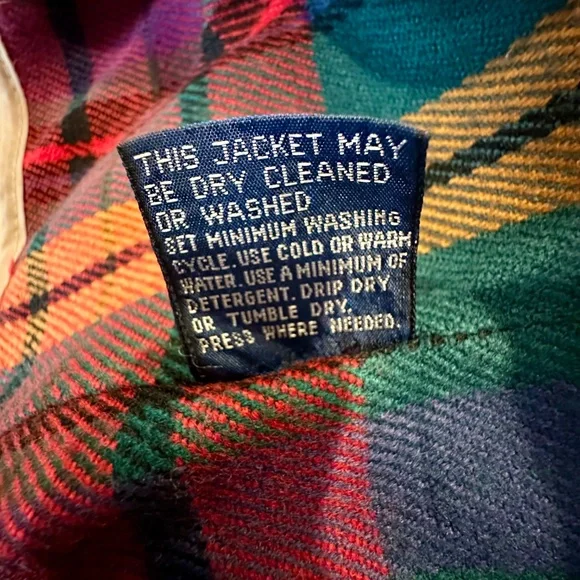 THIS JACKET MAY
BE DRY CLEANED
OR WASHED
SET MINIMUM WASHING
CYCLE. USE COLD OR WARM
WATER. USE A MINIMUM OF
DETERGENT. DRIP DRY
OR TUMBLE DRY.
PRESS WHERE NEEDED.